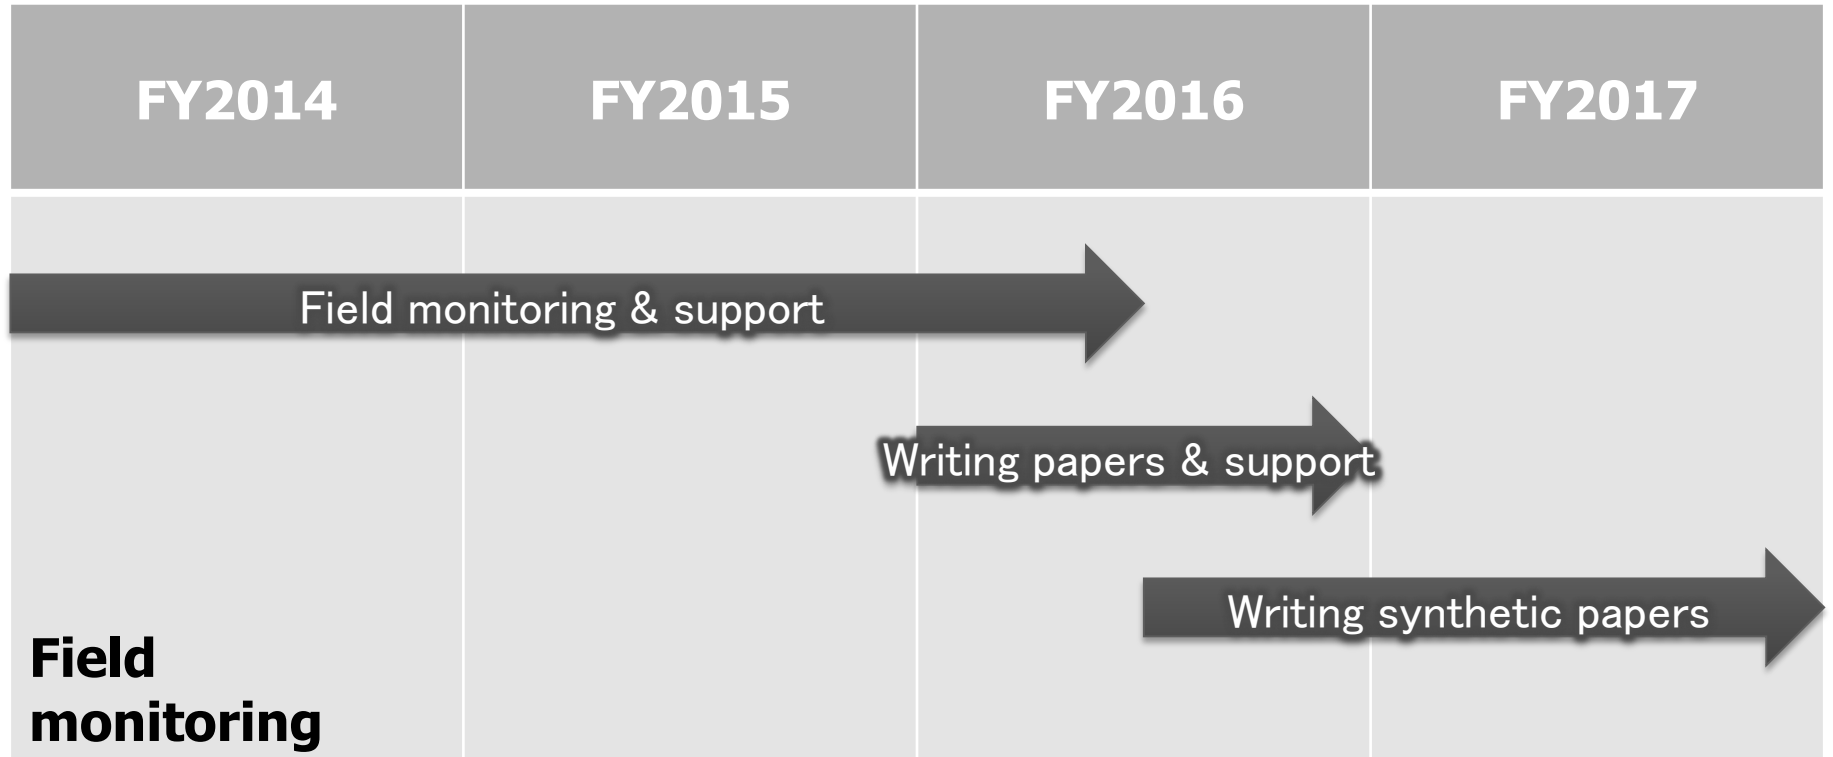 FY2014 FY2015 FY2016 FY2017
Field monitoring & support
Writing papers & support
Writing synthetic papers
Field
monitoring